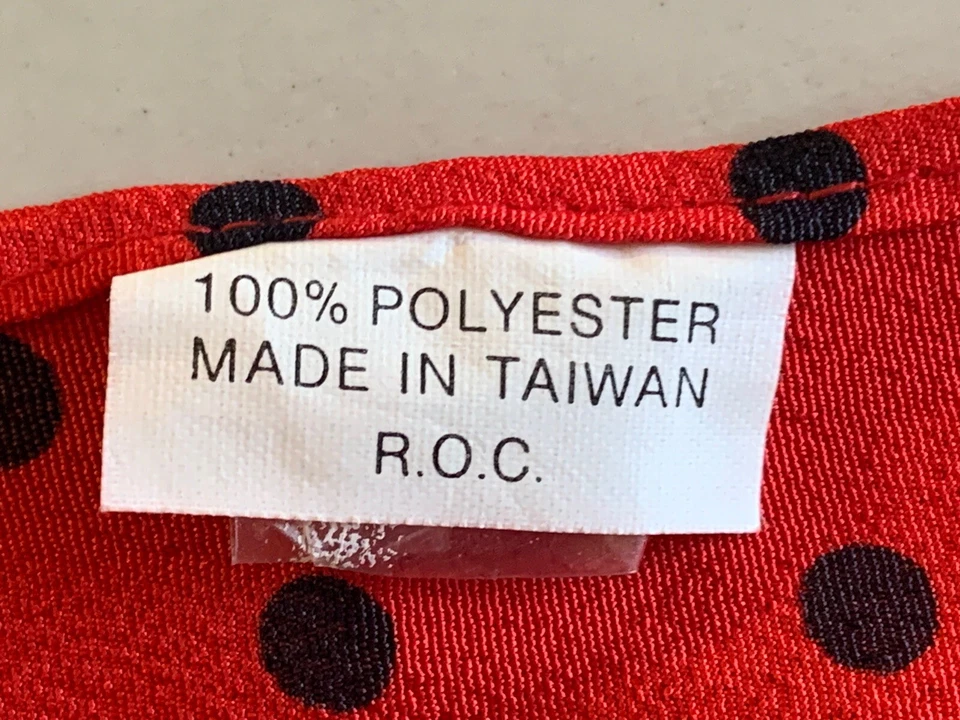 100% POLYESTER
MADE IN TAIWAN
R.O.C.